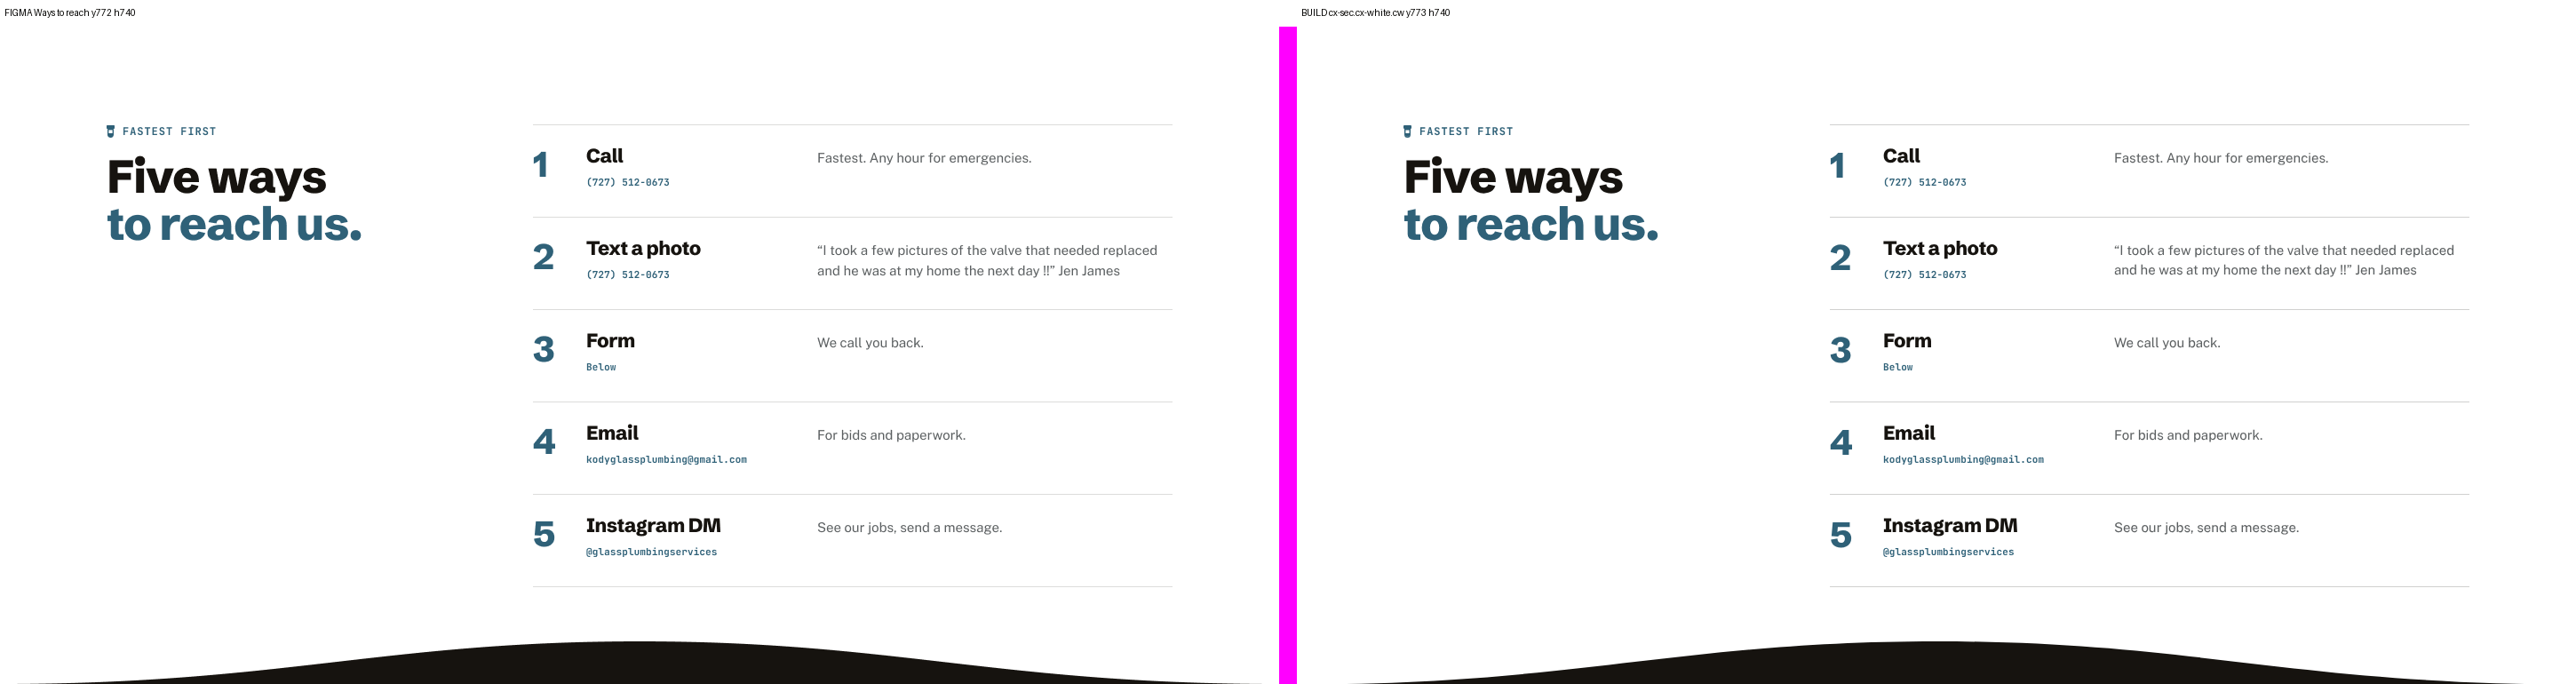 FIGMA Ways to reach y772 h740
FASTEST FIRST
Five ways
to reach us.
1
Call
(727) 512-0673
Fastest. Any hour for emergencies.
2
Text a photo
(727) 512-0673
“I took a few pictures of the valve that needed replaced
and he was at my home the next day !!” Jen James
3
Form
Below
We call you back.
4
Email
kodyglassplumbing@gmail.com
For bids and paperwork.
5
Instagram DM
@glassplumbingservices
See our jobs, send a message.
BUILD cx-sec.cx-white.cw y773 h740
FASTEST FIRST
Five ways
to reach us.
1
Call
(727) 512-0673
Fastest. Any hour for emergencies.
2
Text a photo
(727) 512-0673
“I took a few pictures of the valve that needed replaced
and he was at my home the next day !!” Jen James
3
Form
Below
We call you back.
4
Email
kodyglassplumbing@gmail.com
For bids and paperwork.
5
Instagram DM
@glassplumbingservices
See our jobs, send a message.